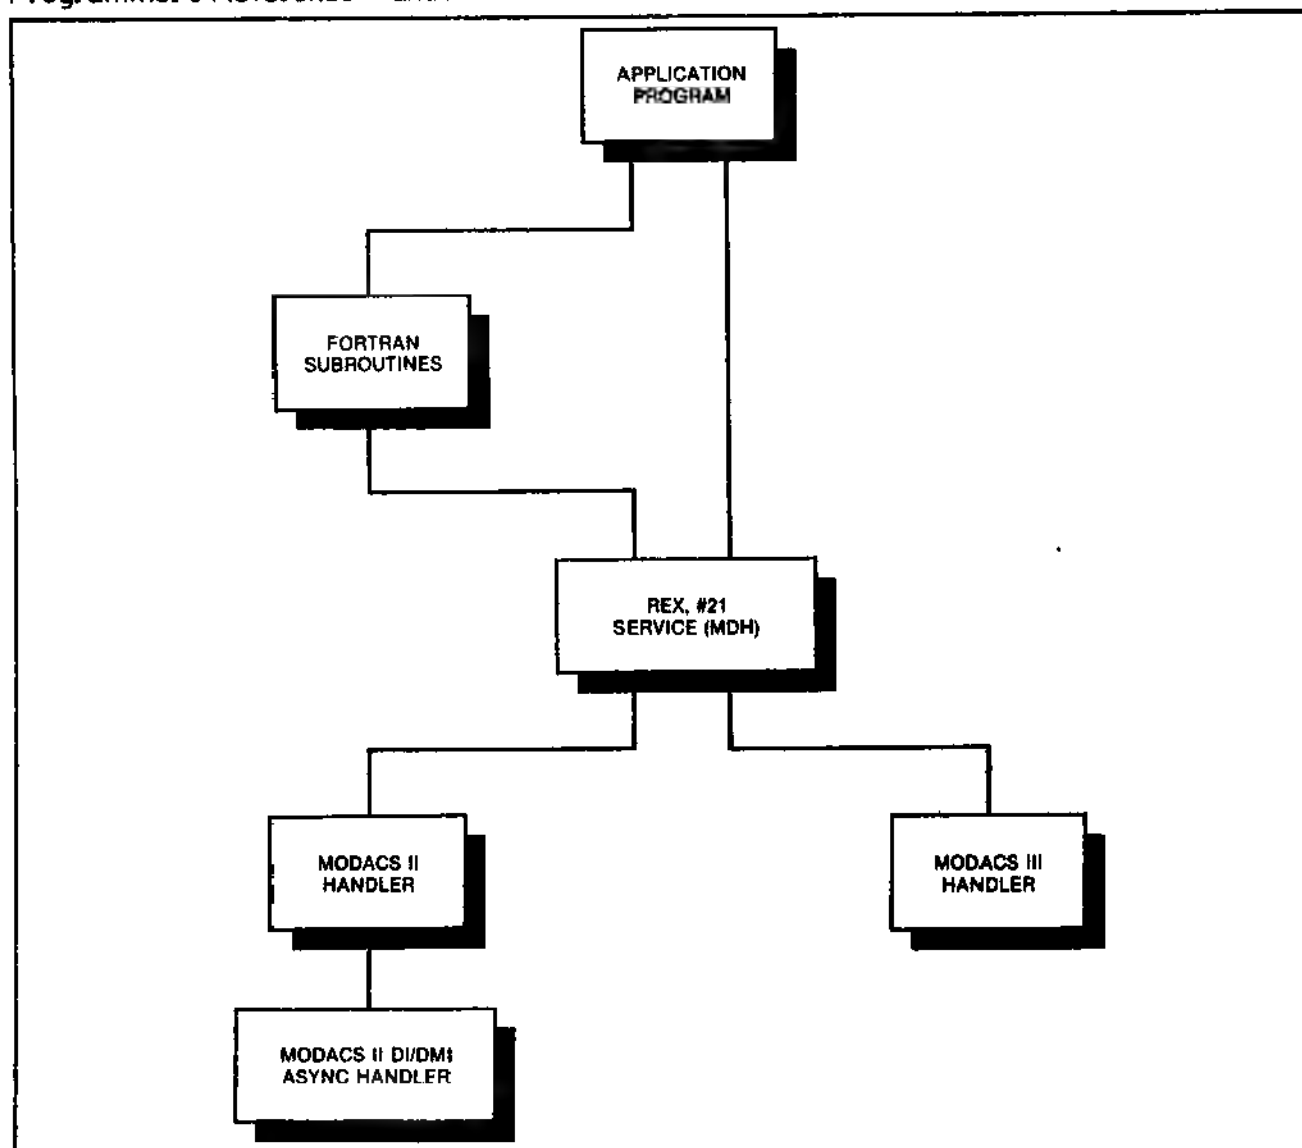 APPLICATION
PROGRAM
FORTRAN
SUBROUTINES
REX, #21
SERVICE (MDH)
MODACS II
HANDLER
MODACS III
HANDLER
MODACS II DI/DMI
ASYNC HANDLER